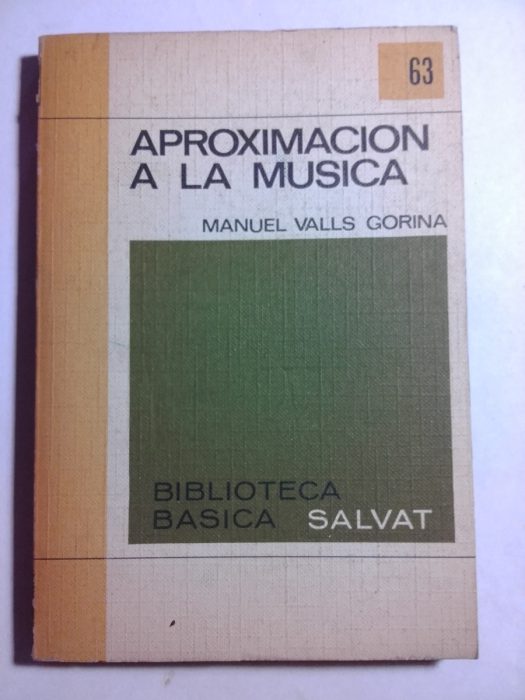 63
APROXIMACION
A LA MUSICA
MANUEL VALLS GORINA
BIBLIOTECA
BASICA SALVAT